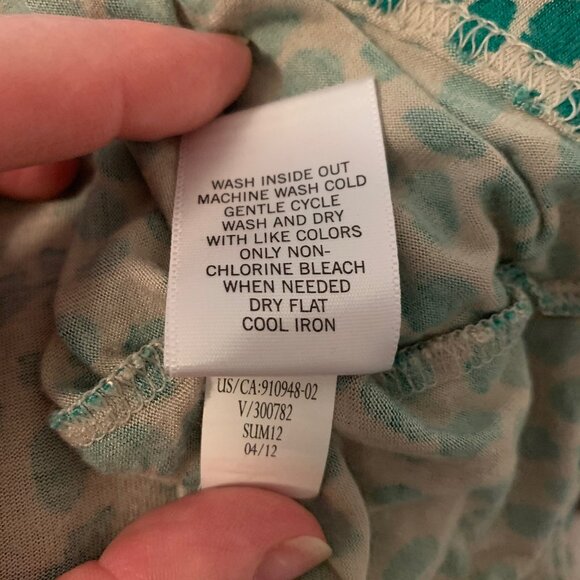 WASH INSIDE OUT
MACHINE WASH COLD
GENTLE CYCLE
WASH AND DRY
WITH LIKE COLORS
ONLY NON-
CHLORINE BLEACH
WHEN NEEDED
DRY FLAT
COOL IRON
US/CA:910948-02
V/300782
SUM12
04/12